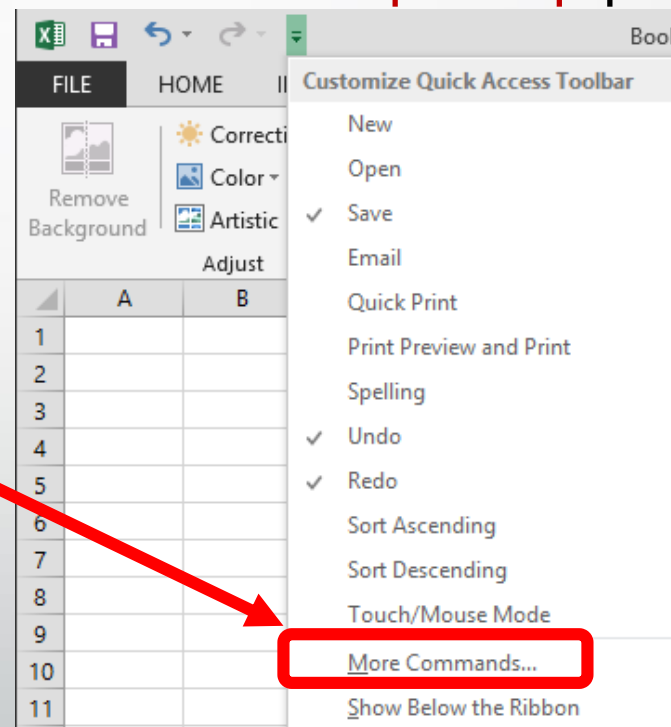 Book
FILE HOME
Customize Quick Access Toolbar
New
Open
Save
Email
Quick Print
Print Preview and Print
Spelling
Undo
Redo
Sort Ascending
Sort Descending
Touch/Mouse Mode
More Commands...
Show Below the Ribbon
Remove
Background
Correcti
Color
Artistic
Adjust
A B
1
2
3
4
5
6
7
8
9
10
11